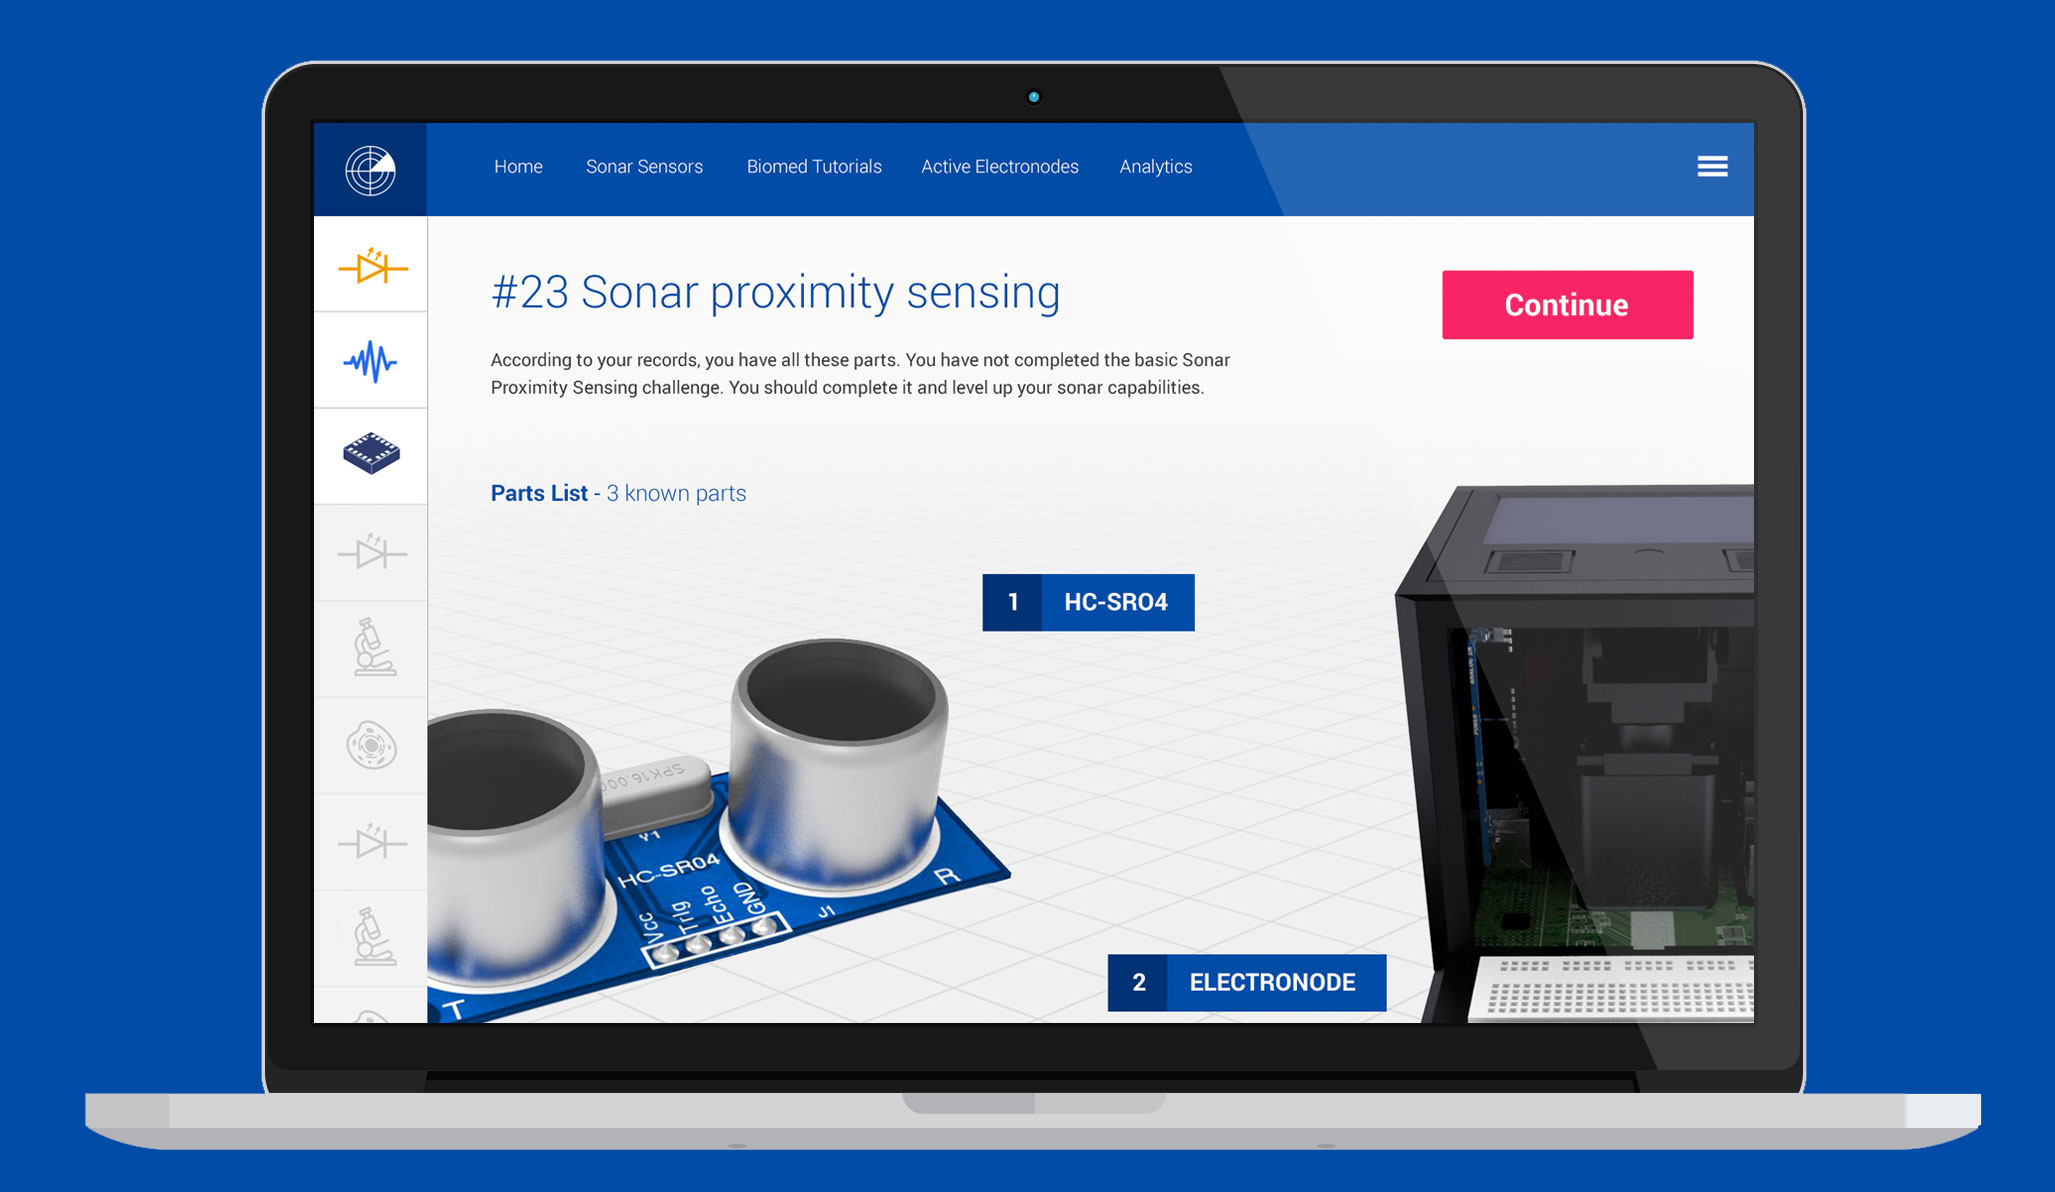 Home Sonar Sensors Biomed Tutorials Active Electronodes Analytics
#23 Sonar proximity sensing
Continue
According to your records, you have all these parts. You have not completed the basic Sonar
Proximity Sensing challenge. You should complete it and level up your sonar capabilities.
Parts List - 3 known parts
1 HC-SRO4
SPK16.000
Y1
HC-SR04
Vcc
Trig
Echo
GND
J1
R
T
2 ELECTRONODE